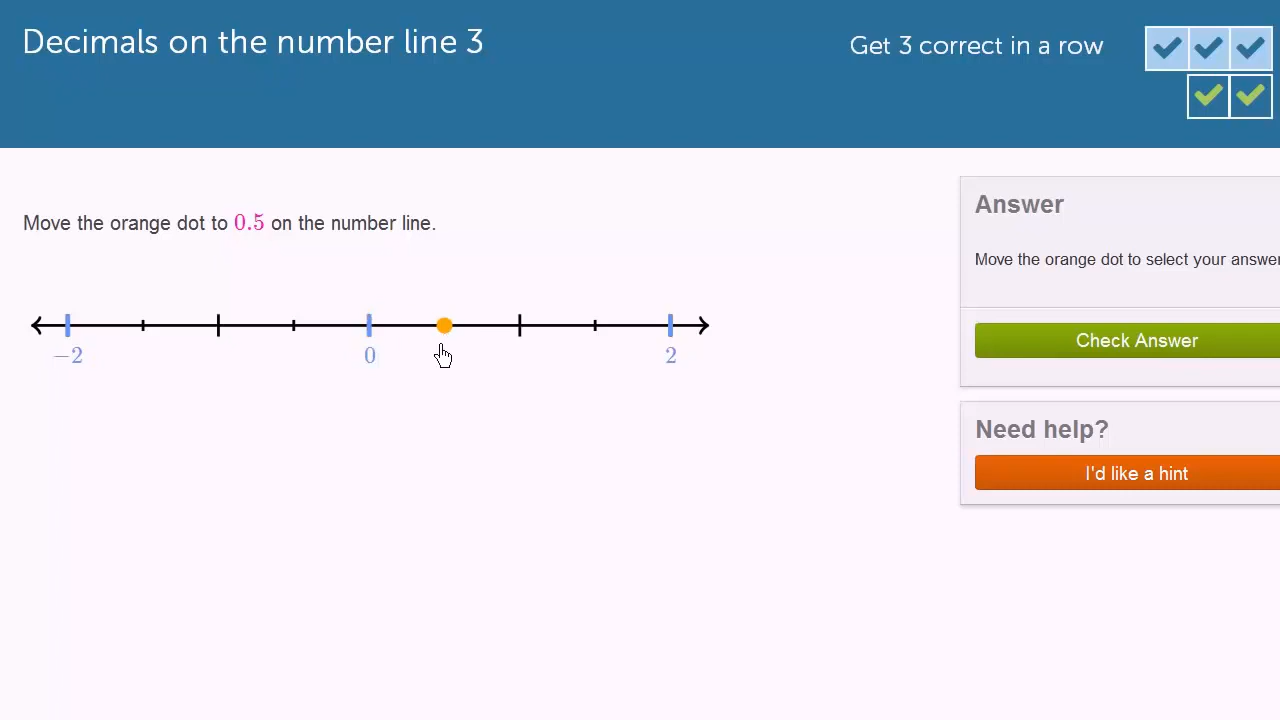 Decimals on the number line 3
Get 3 correct in a row
Move the orange dot to 0.5 on the number line.
−2
0
2
Answer
Move the orange dot to select your answer
Check Answer
Need help?
I'd like a hint